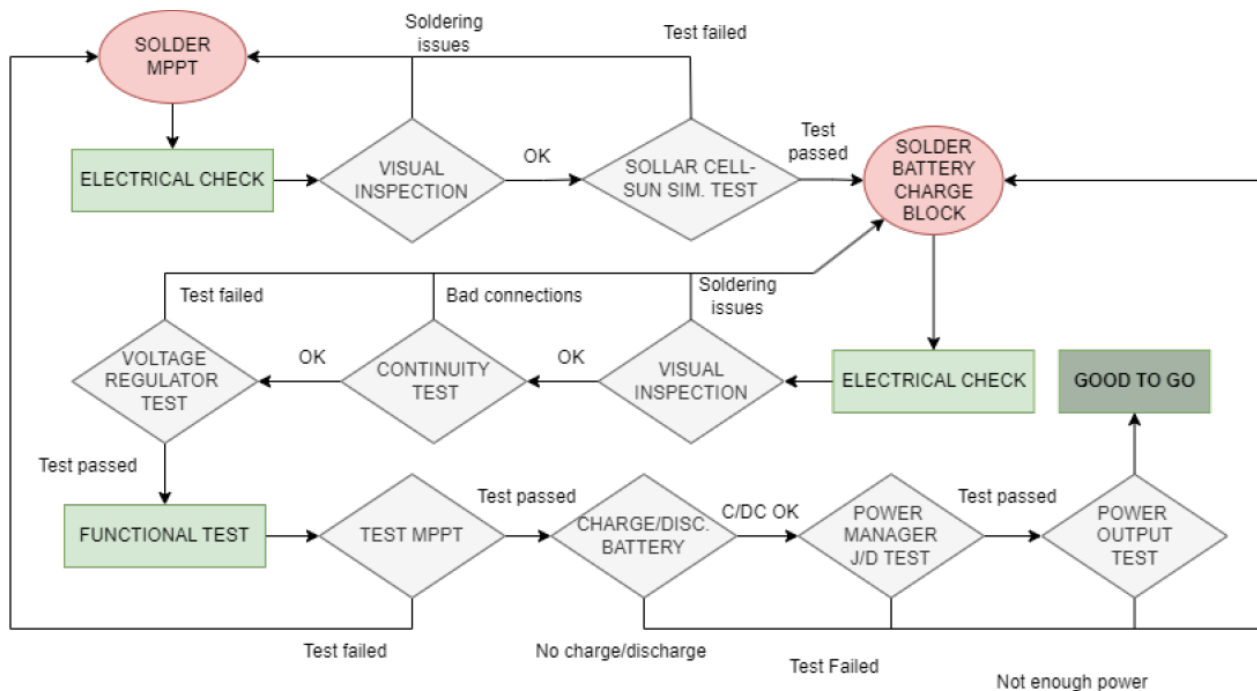 Soldering
issues
Test failed
SOLDER
MPPT
Test
passed
SOLDER
BATTERY
CHARGE
BLOCK
ELECTRICAL CHECK
VISUAL
INSPECTION
OK
SOLLAR CELL-
SUN SIM. TEST
Test failed
Bad connections
Soldering
issues
VOLTAGE
REGULATOR
TEST
OK
CONTINUITY
TEST
OK
VISUAL
INSPECTION
ELECTRICAL CHECK
GOOD TO GO
Test passed
FUNCTIONAL TEST
TEST MPPT
Test passed
CHARGE/DISC.
BATTERY
C/DC OK
POWER
MANAGER
J/D TEST
Test passed
POWER
OUTPUT
TEST
Test failed
No charge/discharge
Test Failed
Not enough power